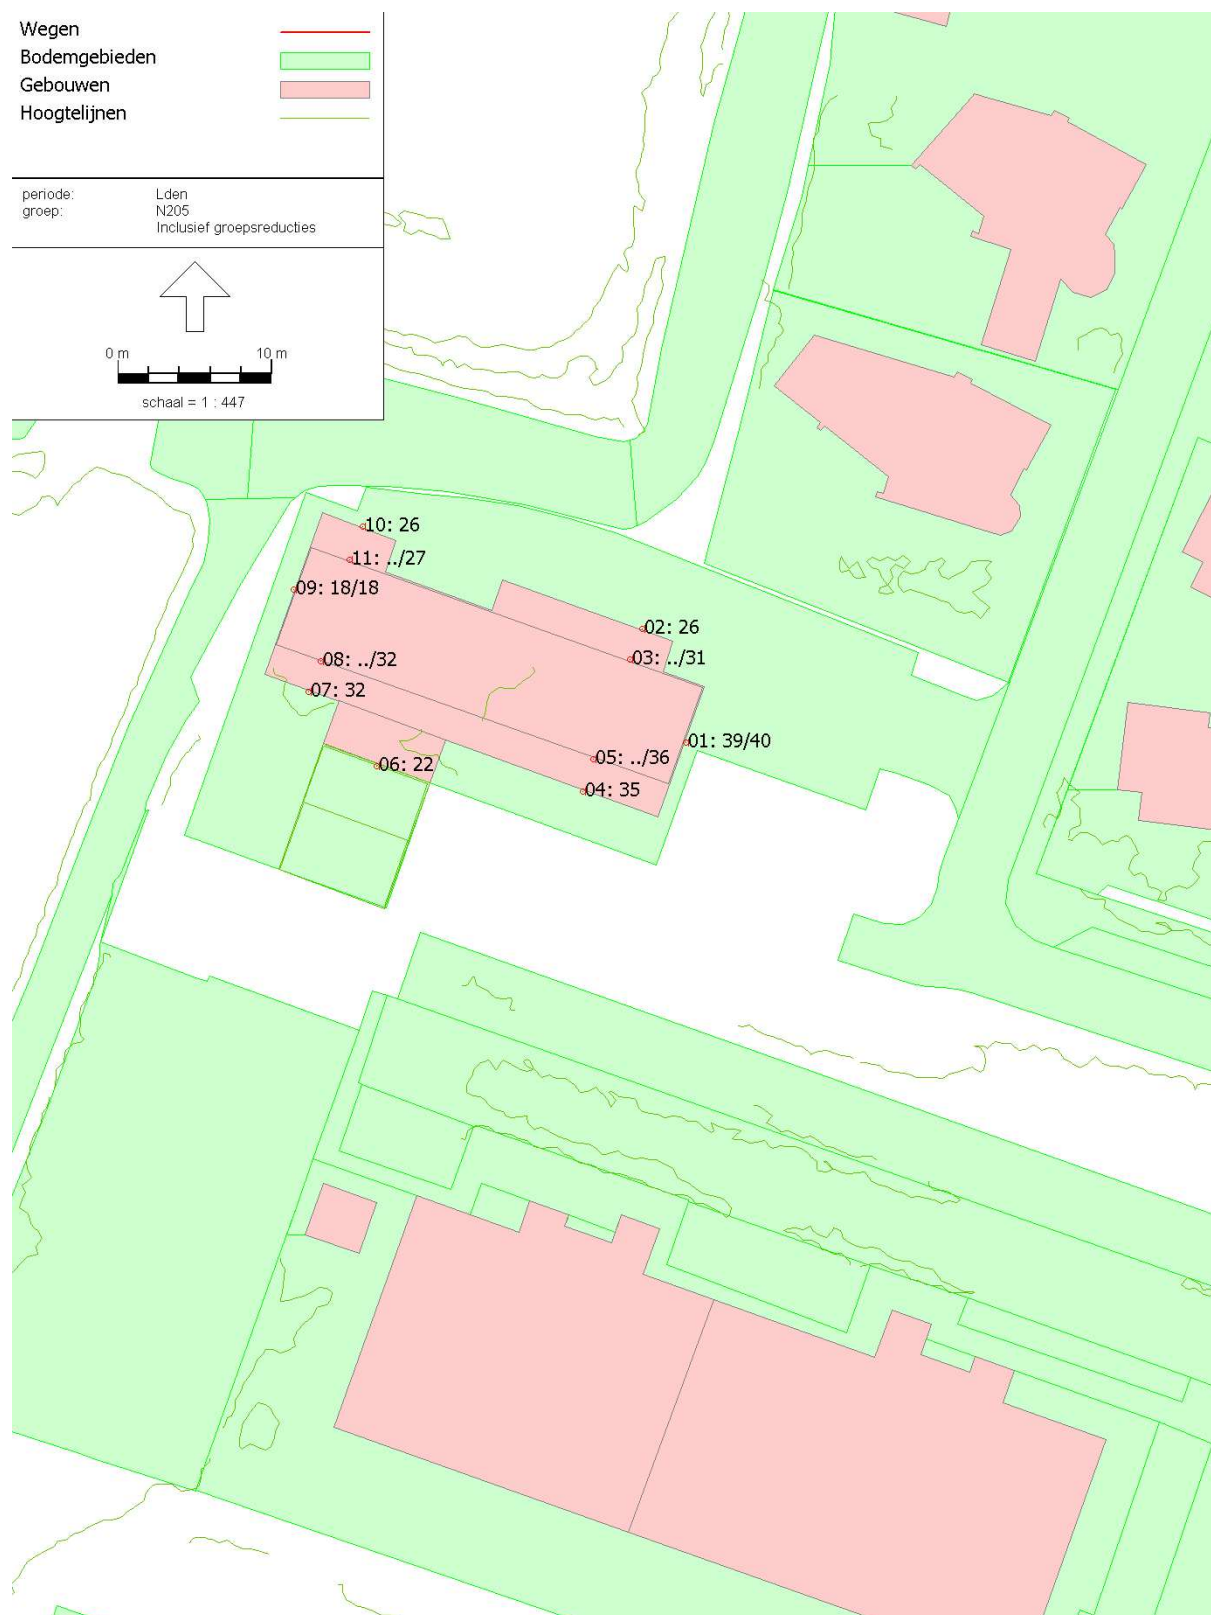 Wegen
Bodemgebieden
Gebouwen
Hoogtelijnen
periode: Lden
groep: N205
Inclusief groepsreducties
0 m 10 m
schaal = 1 : 447
10: 26
11: ../27
09: 18/18
02: 26
03: ../31
08: ../32
07: 32
01: 39/40
05: ../36
06: 22
04: 35